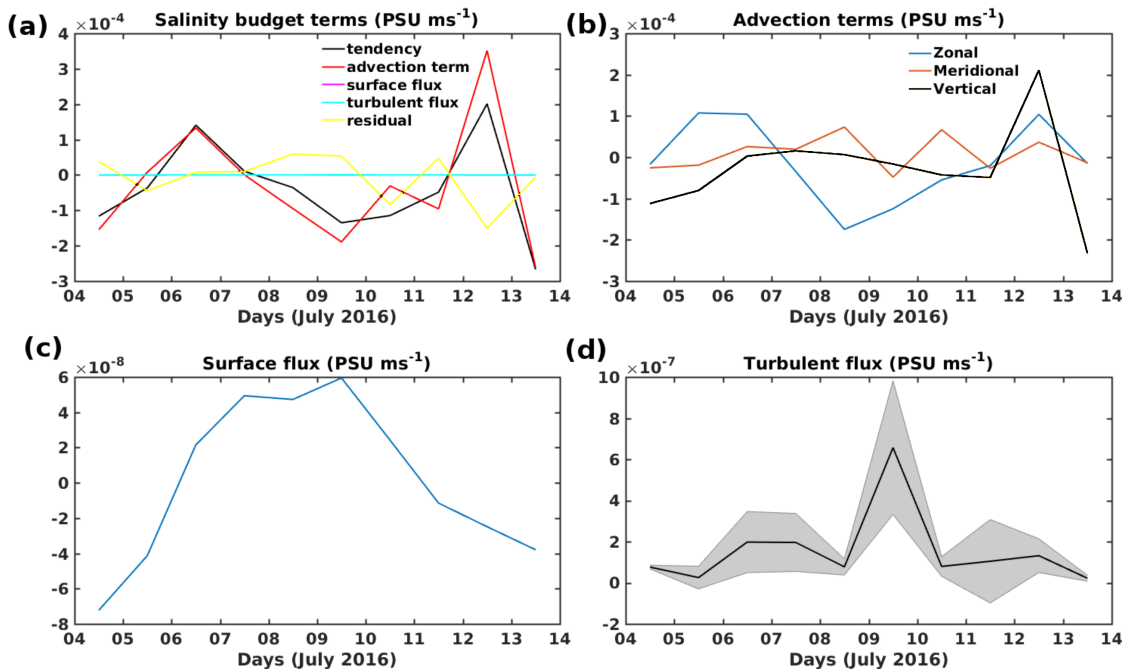 (a)
Salinity budget terms (PSU ms-1)
×10-4
4
3
2
1
0
-1
-2
-3
tendency
advection term
surface flux
turbulent flux
residual
04 05 06 07 08 09 10 11 12 13 14
Days (July 2016)
(b)
Advection terms (PSU ms-1)
×10-4
3
2
1
0
-1
-2
-3
Zonal
Meridional
Vertical
04 05 06 07 08 09 10 11 12 13 14
Days (July 2016)
(c)
Surface flux (PSU ms-1)
×10-8
6
4
2
0
-2
-4
-6
-8
04 05 06 07 08 09 10 11 12 13 14
Days (July 2016)
(d)
Turbulent flux (PSU ms-1)
×10-7
10
8
6
4
2
0
-2
04 05 06 07 08 09 10 11 12 13 14
Days (July 2016)